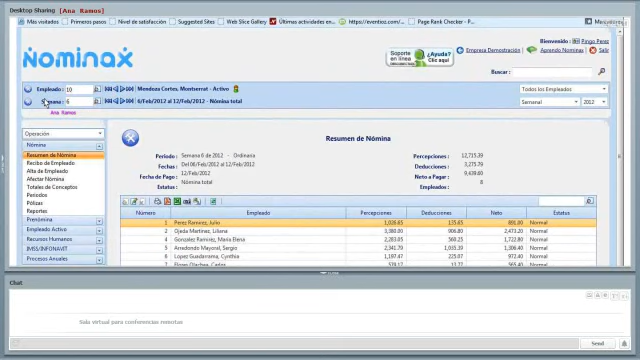 Desktop Sharing [Ana Ramos]
Más visitados Primeros pasos Nivel de satisfacción Suggested Sites Web Slice Gallery Últimas actividades en... https://eventioz.com.mx/... Page Rank Checker - P...
nominax
Soporte en línea ¿Ayuda? Clic aquí
Bienvenido : Pingo Perez
Empresa Demostración Aprendo Nominax Salir
Buscar :
Empleado : 10 Mendoza Cortes, Montserrat - Activo Todos los Empleados
Semana : 6 6/Feb/2012 al 12/Feb/2012 - Nómina total Semanal 2012
Ana Ramos
Operación
Nómina
Resumen de Nómina
Recibo de Empleado
Alta de Empleado
Afectar Nómina
Totales de Conceptos
Periodos
Pólizas
Reportes
Prenómina
Empleado Activo
Recursos Humanos
IMSS/INFONAVIT
Procesos Anuales
Resumen de Nómina
Periodo : Semana 6 de 2012 - Ordinaria Percepciones : 12,715.39
Fechas : Del 06/Feb/2012 al 12/Feb/2012 Deducciones : 3,275.79
Fecha de Pago : 12/Feb/2012 Neto a Pagar : 9,439.60
Estatus : Nómina total Empleados : 8
Número Empleado Percepciones Deducciones Neto Estatus
1 Perez Ramirez, Julio 1,026.65 135.65 891.00 Normal
2 Ojeda Martinez, Liliana 3,380.00 906.80 2,473.20 Normal
4 Gonzalez Ramirez, Maria Elena 2,283.05 560.25 1,722.80 Normal
5 Arredondo Mayoral, Sergio 2,341.79 1,035.39 1,306.40 Normal
6 Lopez Guadarrama, Cynthia 1,197.47 225.07 972.40 Normal
Chat
Sala virtual para conferencias remotas
Send